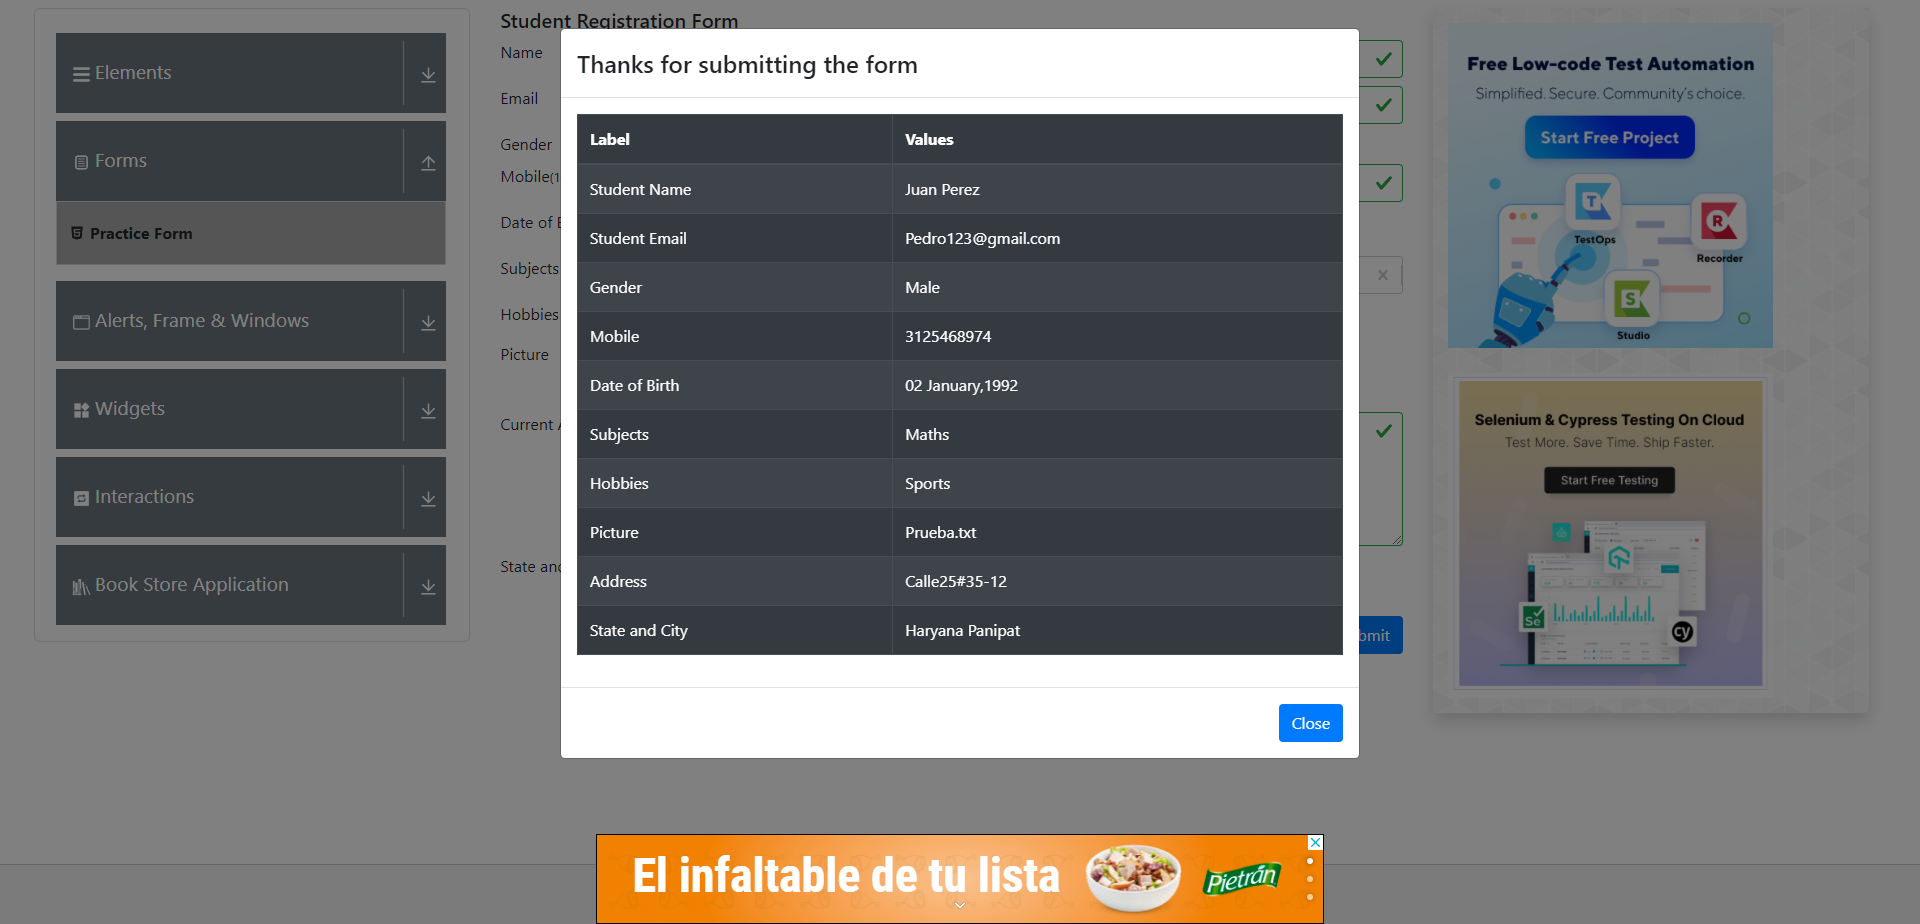 Elements
Forms
Practice Form
Alerts, Frame & Windows
Widgets
Interactions
Book Store Application
Student Registration Form
Name
Email
Gender
Mobile(1
Date of B
Subjects
Hobbies
Picture
Current A
State and
bmit
Thanks for submitting the form
Label Values
Student Name Juan Perez
Student Email Pedro123@gmail.com
Gender Male
Mobile 3125468974
Date of Birth 02 January,1992
Subjects Maths
Hobbies Sports
Picture Prueba.txt
Address Calle25#35-12
State and City Haryana Panipat
Close
Free Low-code Test Automation
Simplified. Secure. Community's choice.
Start Free Project
TestOps
Recorder
Studio
Selenium & Cypress Testing On Cloud
Test More. Save Time. Ship Faster.
Start Free Testing
Se
cy
El infaltable de tu lista
Pietrán